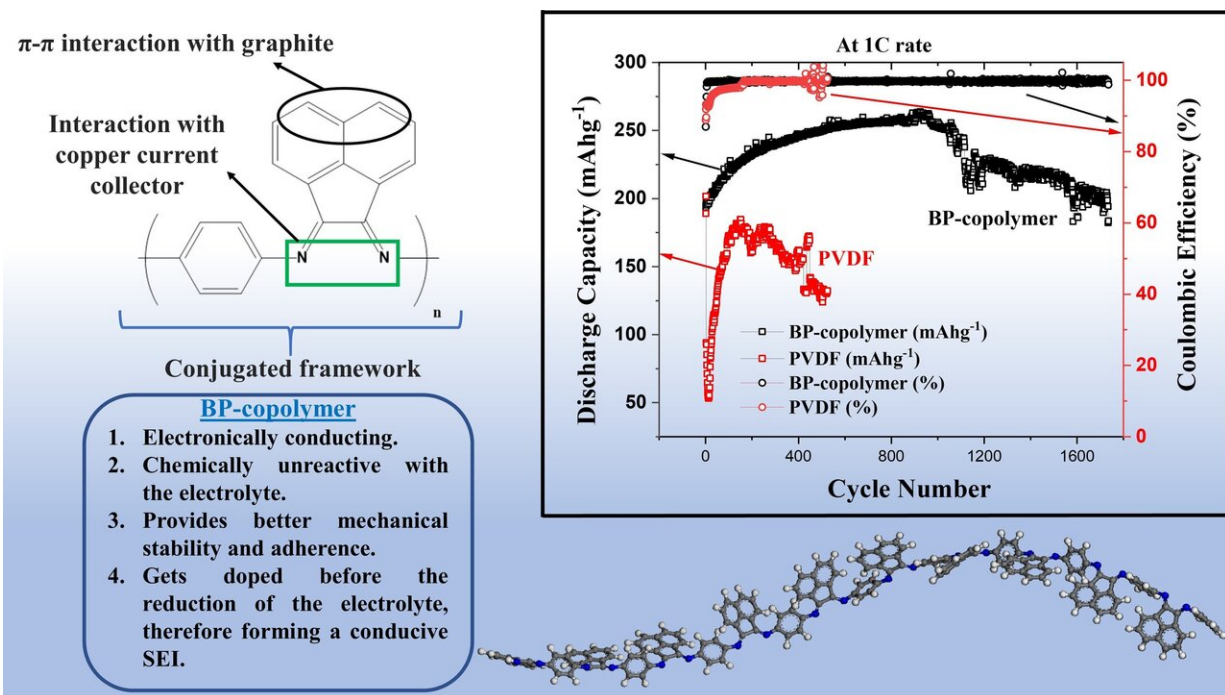 π-π interaction with graphite
Interaction with
copper current
collector
N
N
n
Conjugated framework
BP-copolymer
1. Electronically conducting.
2. Chemically unreactive with
the electrolyte.
3. Provides better mechanical
stability and adherence.
4. Gets doped before the
reduction of the electrolyte,
therefore forming a conducive
SEI.
At 1C rate
300
250
200
150
100
50
Discharge Capacity (mAhg⁻¹)
100
80
60
40
20
0
Coulombic Efficiency (%)
BP-copolymer
PVDF
BP-copolymer (mAhg⁻¹)
PVDF (mAhg⁻¹)
BP-copolymer (%)
PVDF (%)
0 400 800 1200 1600
Cycle Number